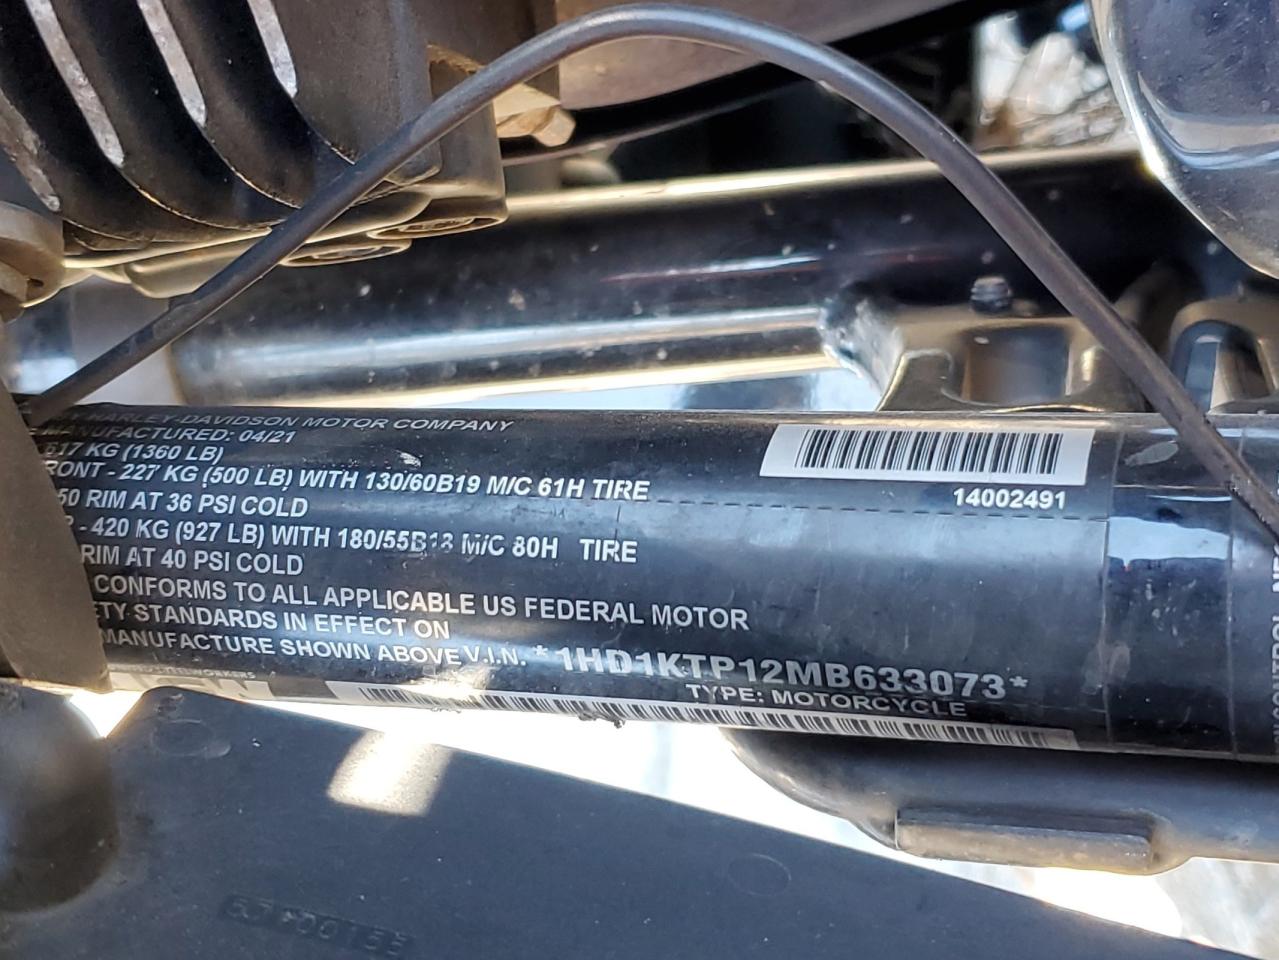 HARLEY-DAVIDSON MOTOR COMPANY
MANUFACTURED: 04/21
617 KG (1360 LB)
RONT - 227 KG (500 LB) WITH 130/60B19 M/C 61H TIRE
50 RIM AT 36 PSI COLD
R - 420 KG (927 LB) WITH 180/55B18 M/C 80H TIRE
RIM AT 40 PSI COLD
CONFORMS TO ALL APPLICABLE US FEDERAL MOTOR
ETY STANDARDS IN EFFECT ON
MANUFACTURE SHOWN ABOVE V.I.N. *1HD1KTP12MB633073*
TYPE: MOTORCYCLE
14002491